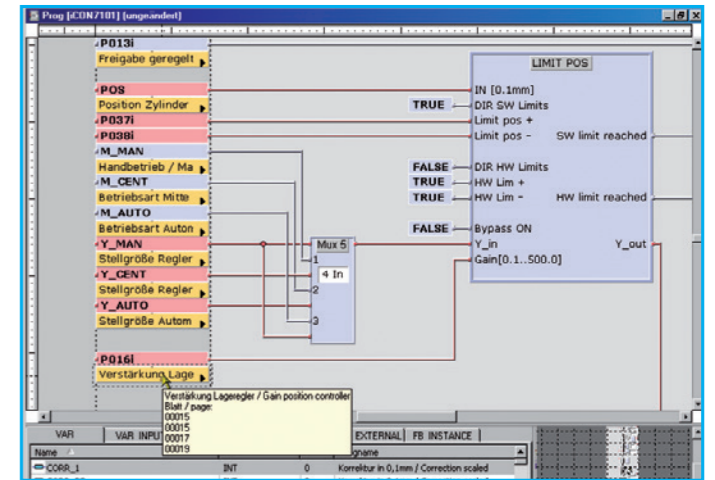 Prog [iCON7101] (ungeändert)
P013i
Freigabe geregelt
POS
Position Zylinder
P037i
P038i
M_MAN
Handbetrieb / Ma
M_CENT
Betriebsart Mitte
M_AUTO
Betriebsart Auton
Y_MAN
Stellgröße Regler
Y_CENT
Stellgröße Regler
Y_AUTO
Stellgröße Autom
P016i
Verstärkung Lage
Verstärkung Lageregler / Gain position controller
Blatt / page:
00015
00015
00017
00019
Mux 5
1
4 In
2
3
LIMIT POS
IN [0.1mm]
TRUE DIR SW Limits
Limit pos +
Limit pos - SW limit reached
FALSE DIR HW Limits
TRUE HW Lim +
TRUE HW Lim - HW limit reached
FALSE Bypass ON
Y_in Y_out
Gain[0.1..500.0]
VAR VAR INPU EXTERNAL FB INSTANCE
Name gname
CORR_1 INT 0 Korrektur in 0,1mm / Correction scaled